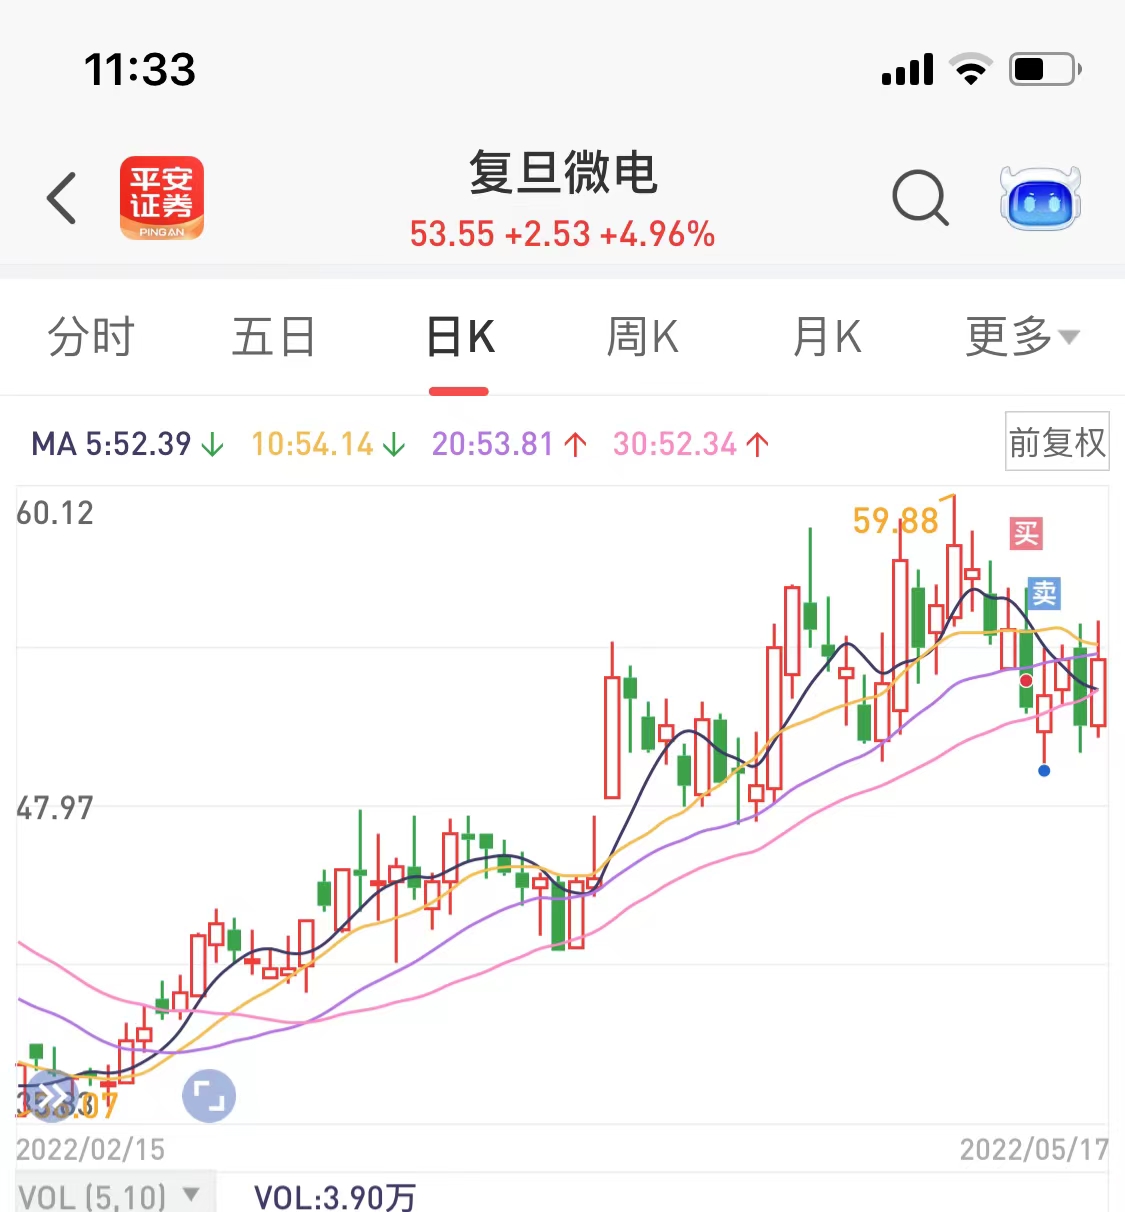 11:33
平安
证券
PINGAN
复旦微电
53.55 +2.53 +4.96%
分时 五日 日K 周K 月K 更多
MA 5:52.39↓ 10:54.14↓ 20:53.81↑ 30:52.34↑ 前复权
60.12
59.88
买
卖
47.97
2022/02/15 2022/05/17
VOL (5,10) VOL:3.90万